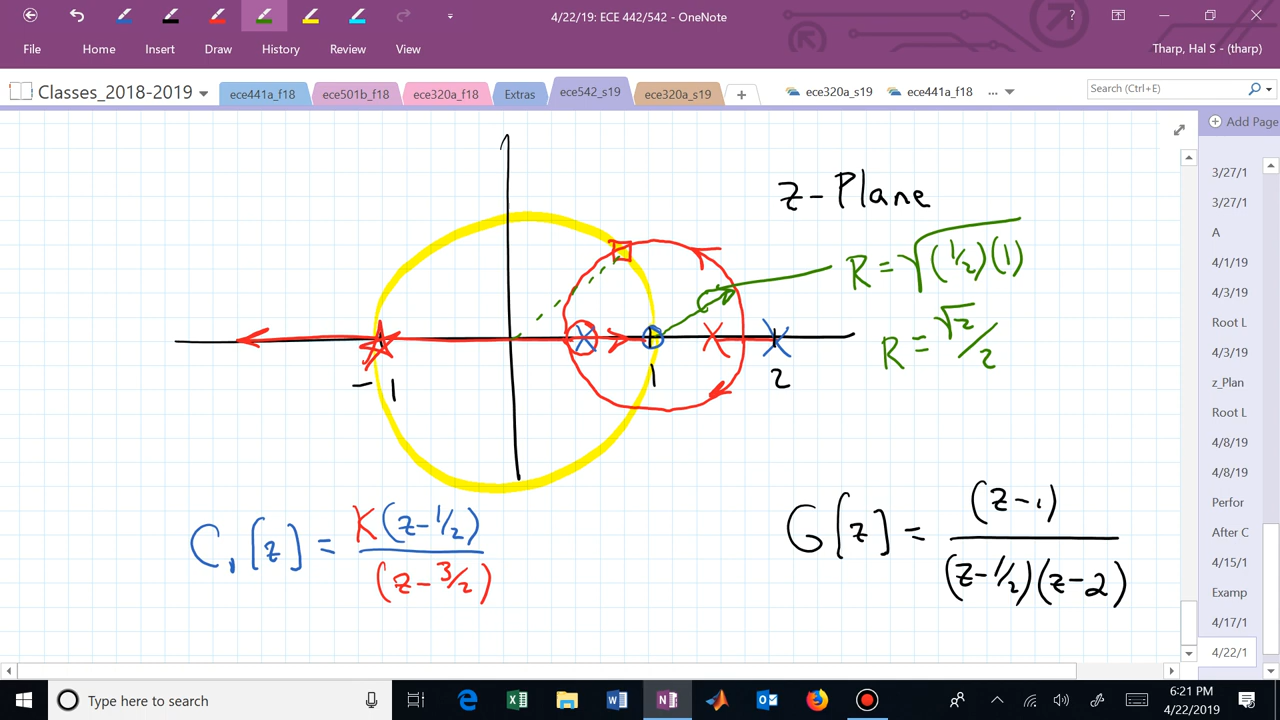 4/22/19: ECE 442/542 - OneNote
?
File Home Insert Draw History Review View
Tharp, Hal S - (tharp)
Classes_2018-2019
ece441a_f18
ece501b_f18
ece320a_f18
Extras
ece542_s19
ece320a_s19
+
ece320a_s19
ece441a_f18
...
Search (Ctrl+E)
Add Page
3/27/1
3/27/1
A
4/1/19
4/3/19
Root L
4/3/19
z_Plan
Root L
4/8/19
4/8/19
Perfor
After C
4/15/1
Examp
4/17/1
4/22/1
z-Plane
R = √(1/2)(1)
R = √2/2
-1
1
2
C₁[z] = K(z-1/2)
(z-3/2)
G[z] = (z-1)
(z-1/2)(z-2)
Type here to search
6:21 PM
4/22/2019